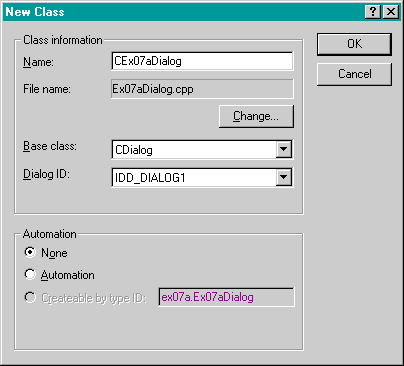 New Class
Class information
Name: CEx07aDialog
OK
File name: Ex07aDialog.cpp
Cancel
Change...
Base class: CDialog
Dialog ID: IDD_DIALOG1
Automation
None
Automation
Createable by type ID: ex07a.Ex07aDialog